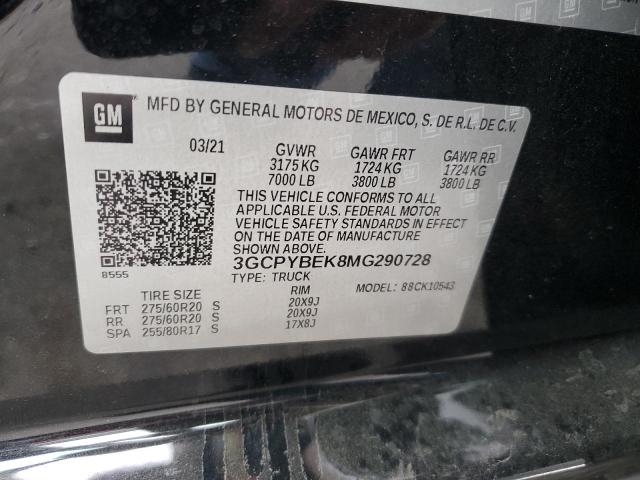 GM
MFD BY GENERAL MOTORS DE MEXICO, S. DE R.L. DE C.V.
03/21 GVWR GAWR FRT GAWR RR
3175 KG 1724 KG 1724 KG
7000 LB 3800 LB 3800 LB
THIS VEHICLE CONFORMS TO ALL
APPLICABLE U.S. FEDERAL MOTOR
VEHICLE SAFETY STANDARDS IN EFFECT
ON THE DATE OF MANUFACTURE
SHOWN ABOVE.
8555 3GCPYBEK8MG290728
TYPE: TRUCK MODEL: 88CK10543
TIRE SIZE RIM
FRT 275/60R20 S 20X9J
RR 275/60R20 S 20X9J
SPA 255/80R17 S 17X8J